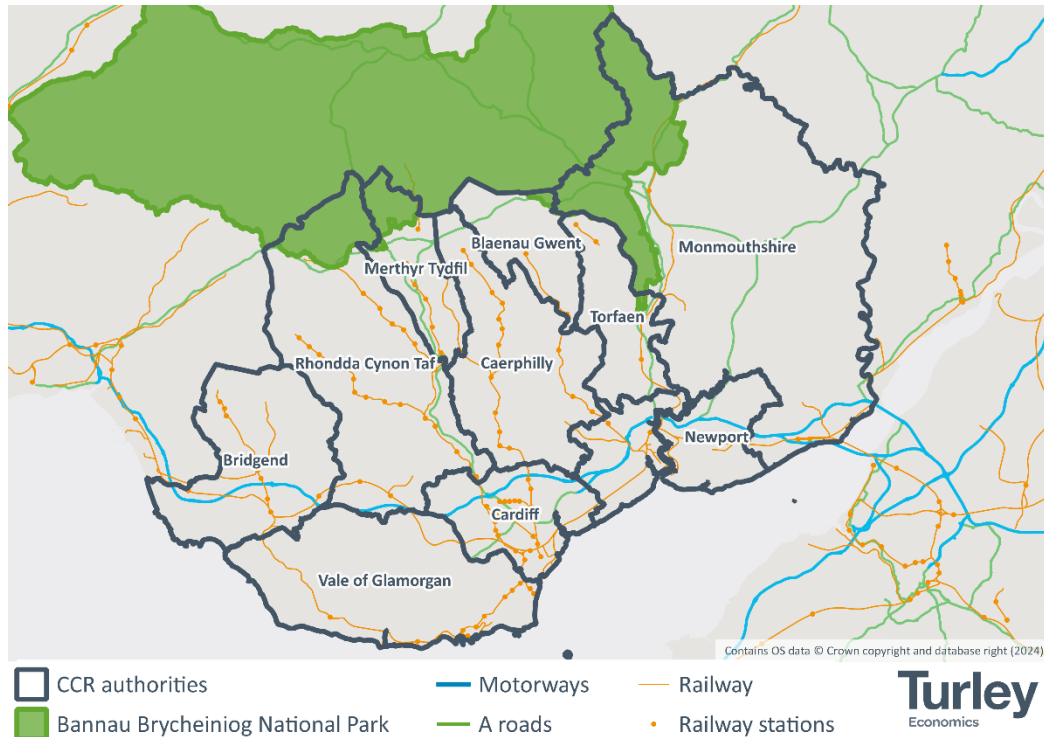 Blaenau Gwent
Monmouthshire
Merthyr Tydfil
Torfaen
Rhondda Cynon Taf
Caerphilly
Newport
Bridgend
Cardiff
Vale of Glamorgan
Contains OS data © Crown copyright and database right (2024)
CCR authorities
Motorways
Railway
Bannau Brycheiniog National Park
A roads
Railway stations
Turley
Economics